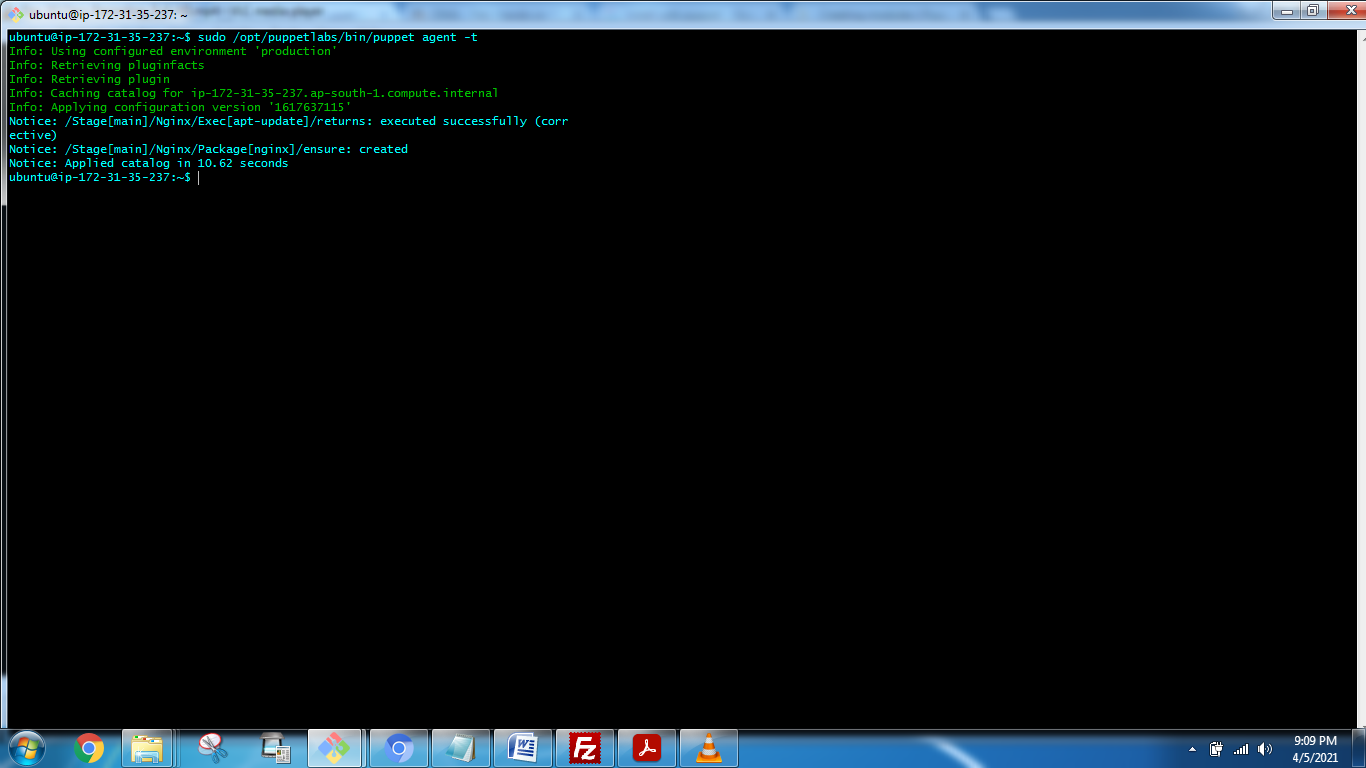 ubuntu@ip-172-31-35-237: ~
ubuntu@ip-172-31-35-237:~$ sudo /opt/puppetlabs/bin/puppet agent -t
Info: Using configured environment 'production'
Info: Retrieving pluginfacts
Info: Retrieving plugin
Info: Caching catalog for ip-172-31-35-237.ap-south-1.compute.internal
Info: Applying configuration version '1617637115'
Notice: /Stage[main]/Nginx/Exec[apt-update]/returns: executed successfully (corr
ective)
Notice: /Stage[main]/Nginx/Package[nginx]/ensure: created
Notice: Applied catalog in 10.62 seconds
ubuntu@ip-172-31-35-237:~$
W
Fz
9:09 PM
4/5/2021